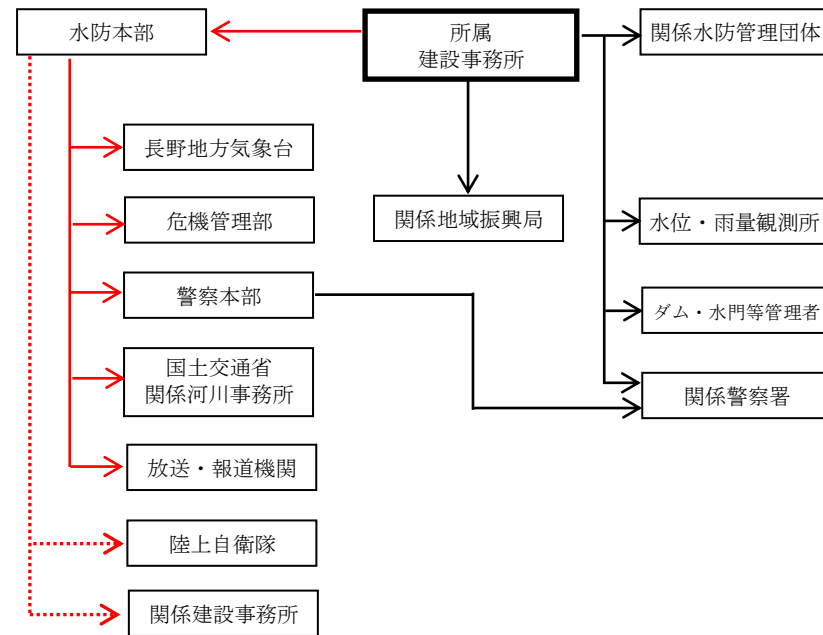 水防本部
所属
建設事務所
関係水防管理団体
長野地方気象台
危機管理部
関係地域振興局
水位・雨量観測所
警察本部
ダム・水門等管理者
国土交通省
関係河川事務所
関係警察署
放送・報道機関
陸上自衛隊
関係建設事務所